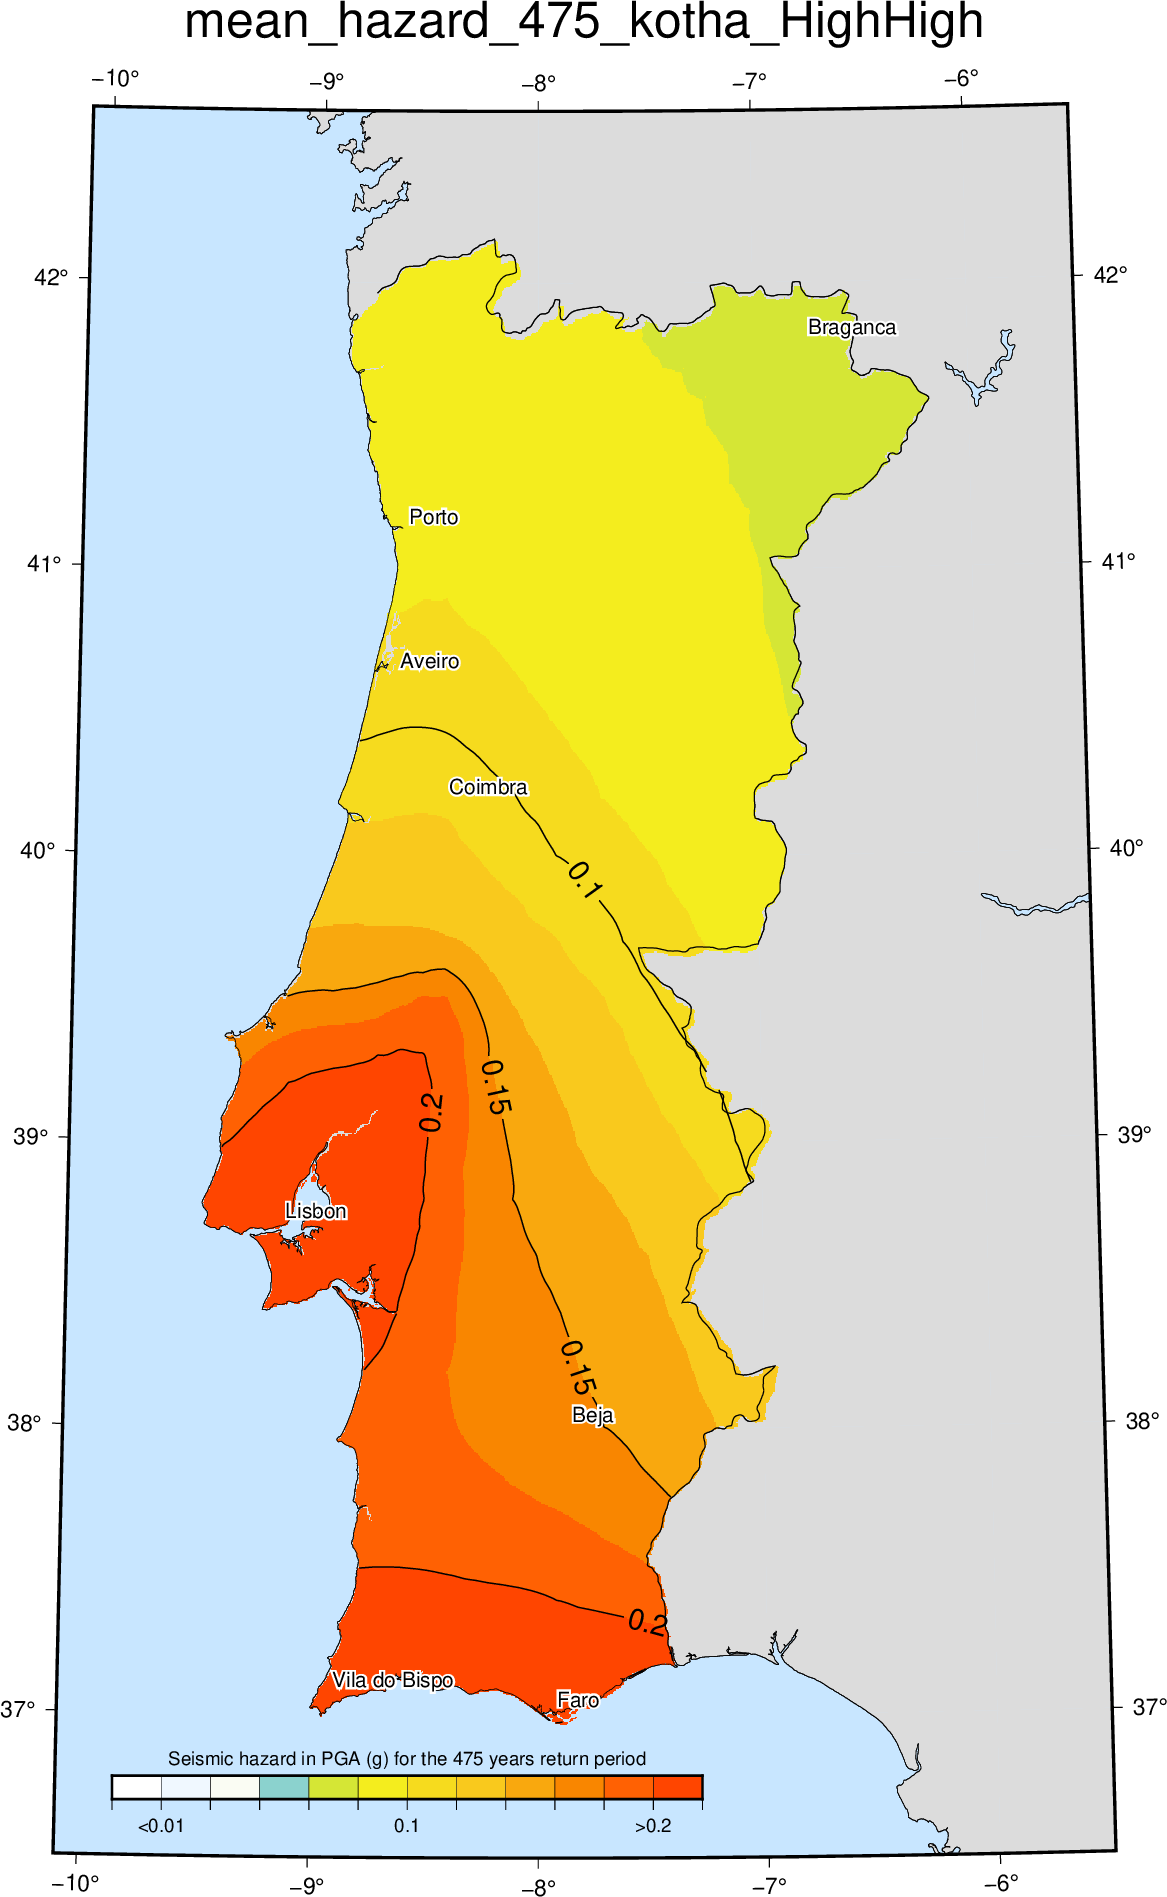 mean_hazard_475_kotha_HighHigh
−10° −9° −8° −7° −6°
42° 42°
Braganca
Porto
41° 41°
Aveiro
Coimbra
40° 40°
0.1
0.15
0.2
39° 39°
Lisbon
0.15
Beja
38° 38°
0.2
Vila do Bispo
Faro
37° 37°
Seismic hazard in PGA (g) for the 475 years return period
<0.01 0.1 >0.2
−10° −9° −8° −7° −6°